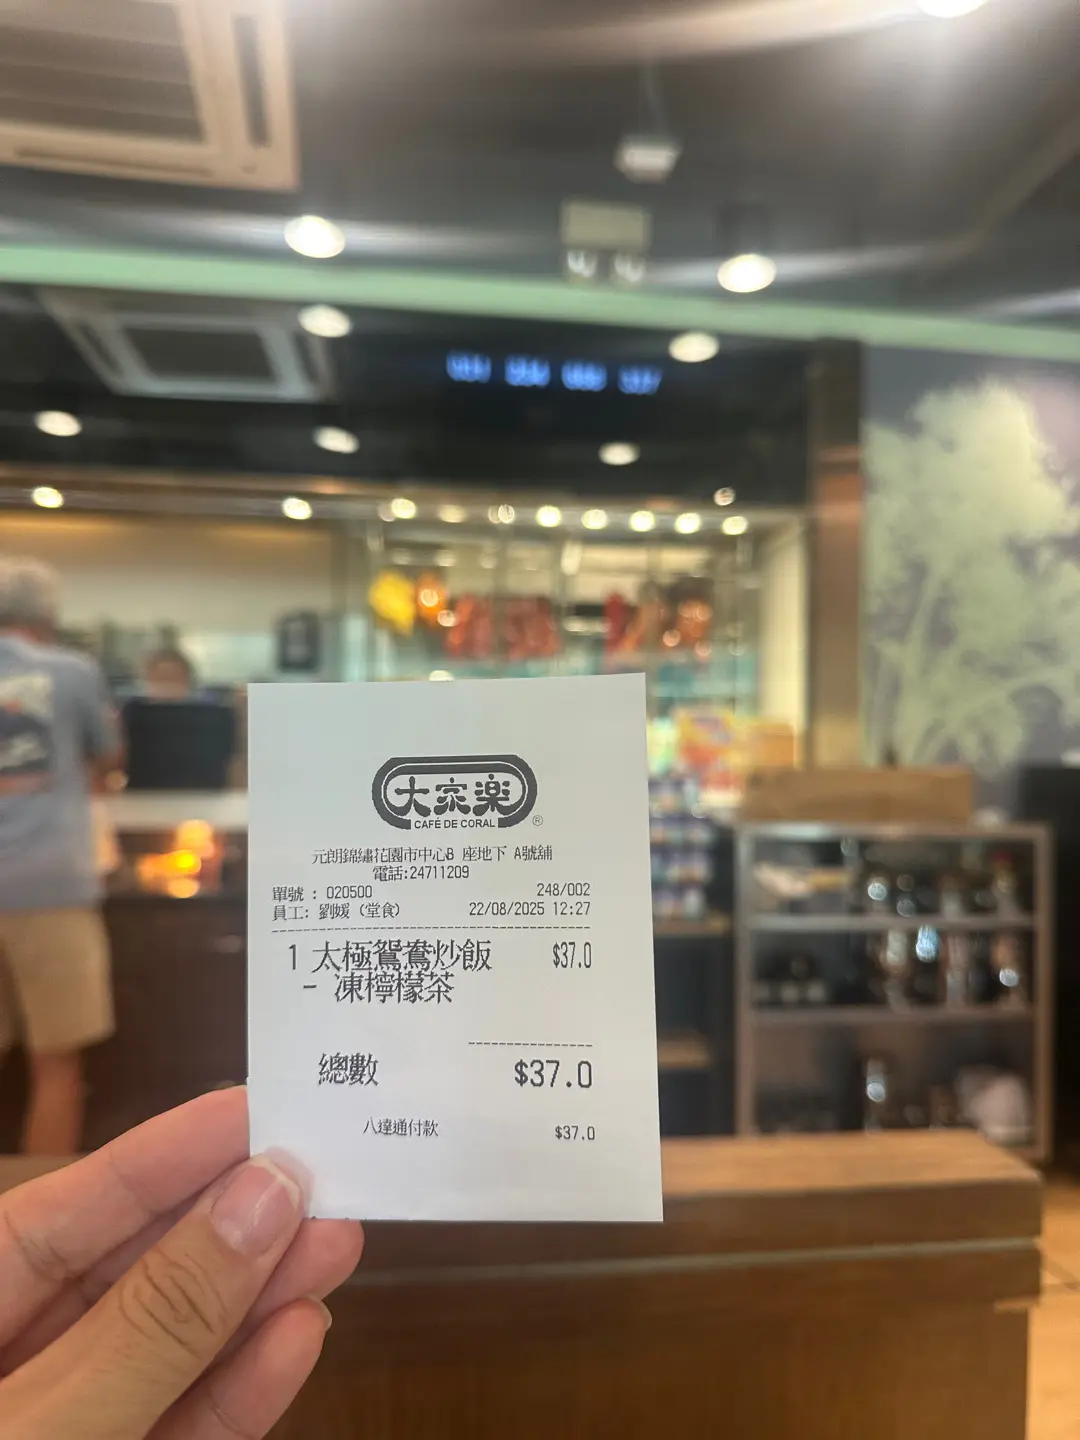 大家楽
CAFÉ DE CORAL ®
元朗錦繡花園市中心B 座地下 A號舖
電話:24711209
單號 : 020500 248/002
員工: 劉媛 (堂食) 22/08/2025 12:27
1 太極鴛鴦炒飯 $37.0
- 凍檸檬茶
總數 $37.0
八達通付款 $37.0